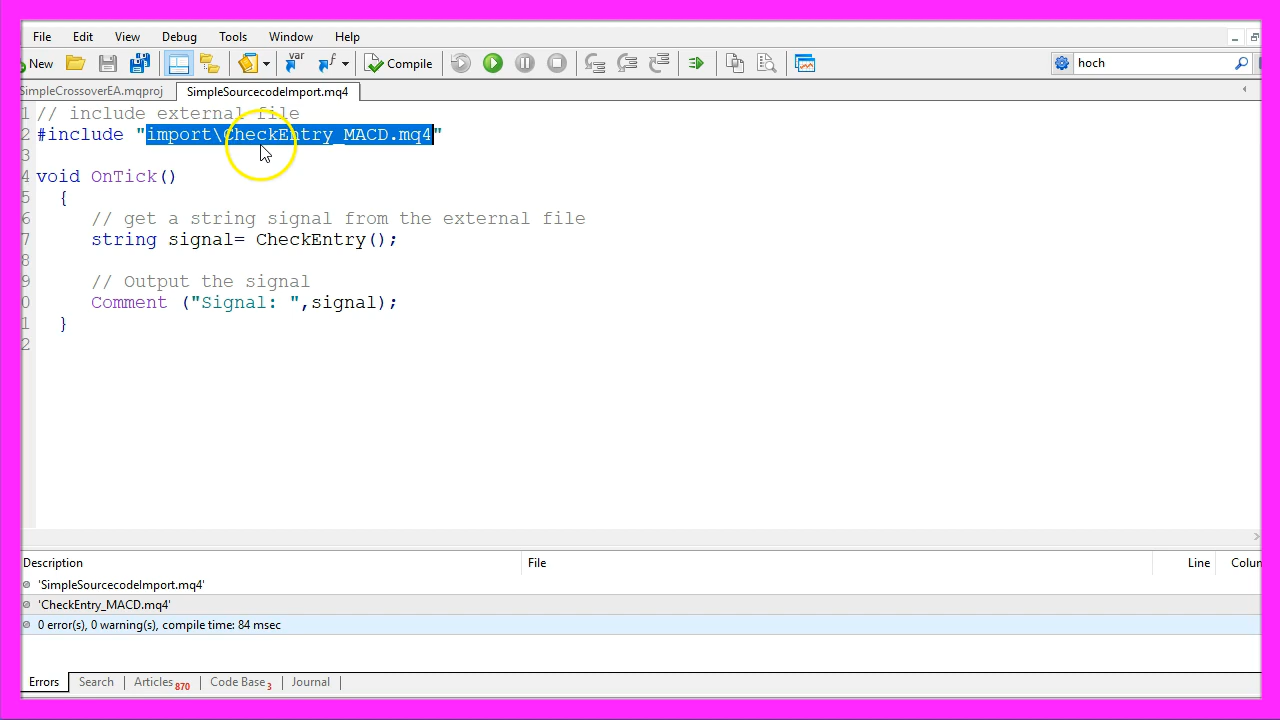 File Edit View Debug Tools Window Help
New Compile hoch
SimpleCrossoverEA.mqproj SimpleSourcecodeImport.mq4
1 // include external file
2 #include "import\CheckEntry_MACD.mq4"
3
4 void OnTick()
5 {
6 // get a string signal from the external file
7 string signal= CheckEntry();
8
9 // Output the signal
0 Comment ("Signal: ",signal);
1 }
2
Description File Line Colum
'SimpleSourcecodeImport.mq4'
'CheckEntry_MACD.mq4'
0 error(s), 0 warning(s), compile time: 84 msec
Errors Search Articles 870 Code Base 3 Journal